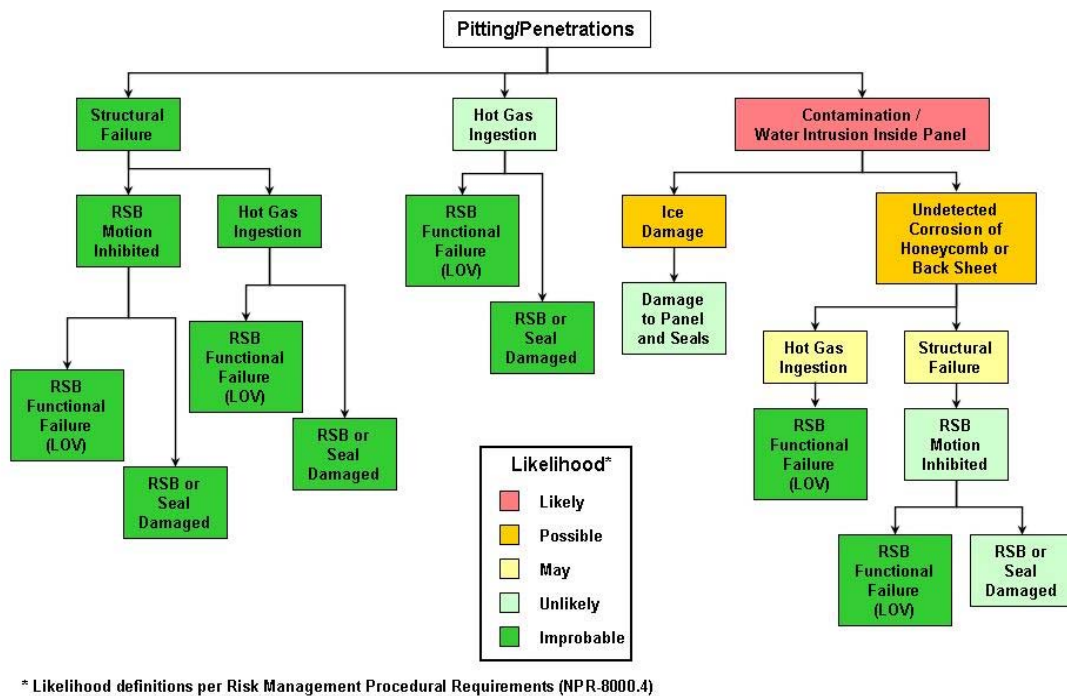 Pitting/Penetrations
Structural
Failure
Hot Gas
Ingestion
Contamination /
Water Intrusion Inside Panel
RSB
Motion
Inhibited
Hot Gas
Ingestion
RSB
Functional
Failure
(LOV)
RSB or
Seal
Damaged
Ice
Damage
Undetected
Corrosion of
Honeycomb or
Back Sheet
RSB
Functional
Failure
(LOV)
RSB or
Seal
Damaged
RSB
Functional
Failure
(LOV)
RSB or
Seal
Damaged
Damage
to Panel
and Seals
Hot Gas
Ingestion
Structural
Failure
RSB
Functional
Failure
(LOV)
RSB
Motion
Inhibited
RSB
Functional
Failure
(LOV)
RSB or
Seal
Damaged
Likelihood*
Likely
Possible
May
Unlikely
Improbable
* Likelihood definitions per Risk Management Procedural Requirements (NPR-8000.4)